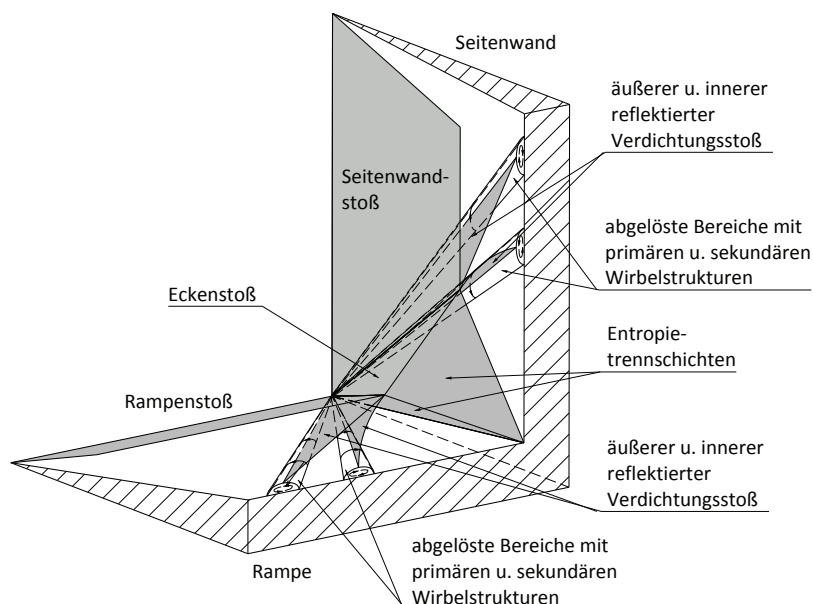 Seitenwand
äußerer u. innerer
reflektierter
Verdichtungsstoß
Seitenwand-
stoß
abgelöste Bereiche mit
primären u. sekundären
Wirbelstrukturen
Eckenstoß
Entropie-
trennschichten
Rampenstoß
äußerer u. innerer
reflektierter
Verdichtungsstoß
abgelöste Bereiche mit
primären u. sekundären
Wirbelstrukturen
Rampe